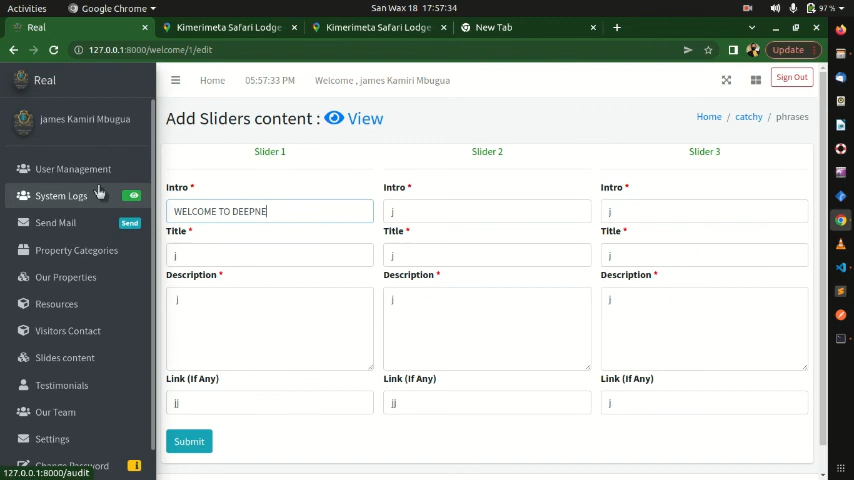 Activities
Google Chrome
San Wax 18 17:57:34
97 %
Real
Kimerimeta Safari Lodge
Kimerimeta Safari Lodge
New Tab
127.0.0.1:8000/welcome/1/edit
Update
Real
Home
05:57:33 PM
Welcome , james Kamiri Mbugua
Sign Out
james Kamiri Mbugua
Add Sliders content : View
Home / catchy / phrases
Slider 1
Slider 2
Slider 3
User Management
System Logs
Send Mail
Send
Property Categories
Our Properties
Resources
Visitors Contact
Slides content
Testimonials
Our Team
Settings
Change Password
127.0.0.1:8000/audit
Intro *
WELCOME TO DEEPNE
Title *
j
Description *
j
Link (If Any)
jj
Intro *
j
Title *
j
Description *
j
Link (If Any)
jj
Intro *
j
Title *
j
Description *
j
Link (If Any)
j
Submit